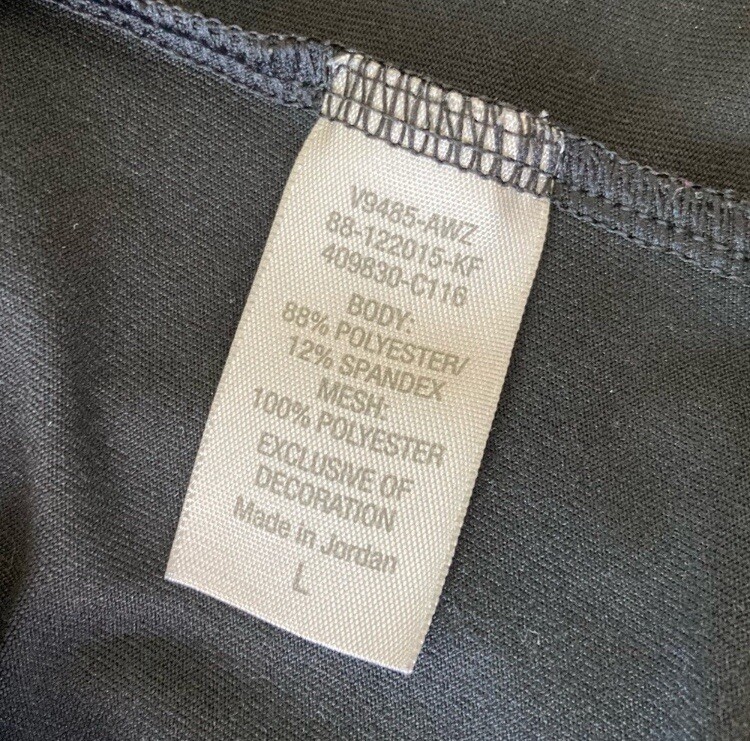 V9485-AWZ
88-122015-KF
409830-C116
BODY:
88% POLYESTER/
12% SPANDEX
MESH:
100% POLYESTER
EXCLUSIVE OF
DECORATION
Made in Jordan
L